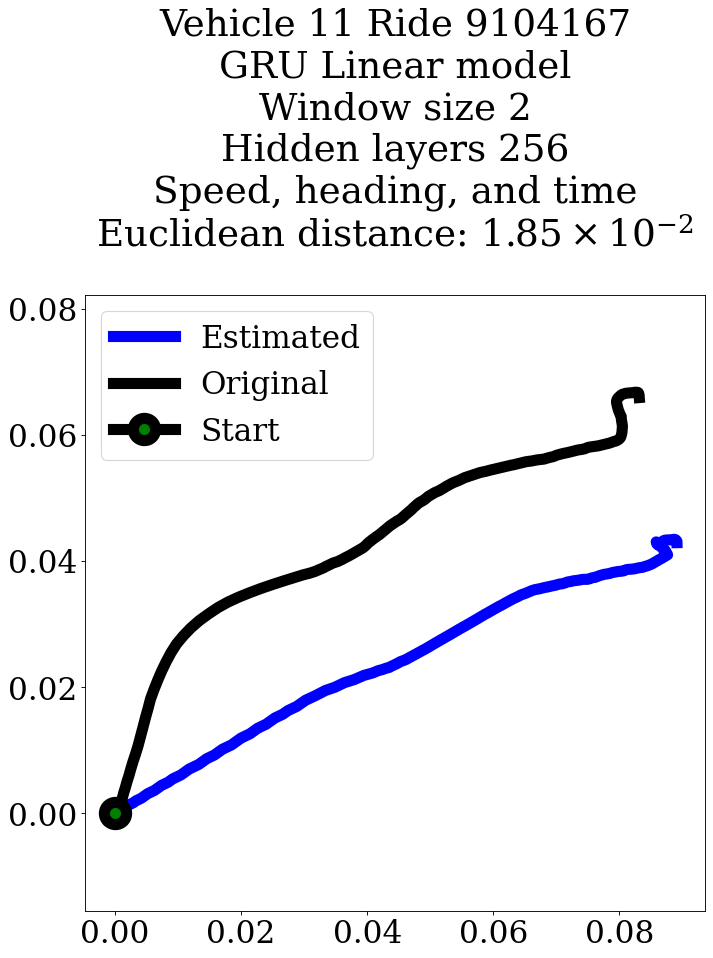 Vehicle 11 Ride 9104167
GRU Linear model
Window size 2
Hidden layers 256
Speed, heading, and time
Euclidean distance: 1.85 × 10⁻²
0.08
0.06
0.04
0.02
0.00
Estimated
Original
Start
0.00 0.02 0.04 0.06 0.08